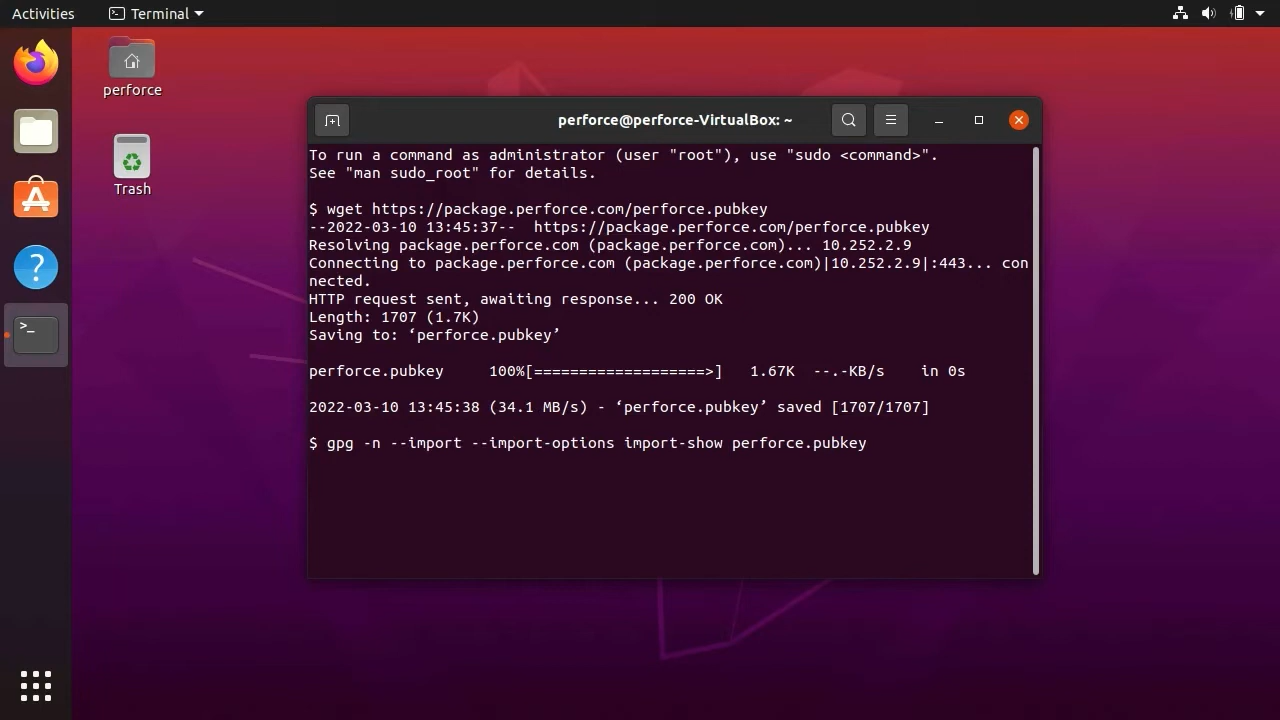 Activities
Terminal
perforce
Trash
perforce@perforce-VirtualBox: ~
To run a command as administrator (user "root"), use "sudo <command>".
See "man sudo_root" for details.
$ wget https://package.perforce.com/perforce.pubkey
--2022-03-10 13:45:37--  https://package.perforce.com/perforce.pubkey
Resolving package.perforce.com (package.perforce.com)... 10.252.2.9
Connecting to package.perforce.com (package.perforce.com)|10.252.2.9|:443... con
nected.
HTTP request sent, awaiting response... 200 OK
Length: 1707 (1.7K)
Saving to: ‘perforce.pubkey’
perforce.pubkey     100%[===================>]   1.67K  --.-KB/s    in 0s
2022-03-10 13:45:38 (34.1 MB/s) - ‘perforce.pubkey’ saved [1707/1707]
$ gpg -n --import --import-options import-show perforce.pubkey